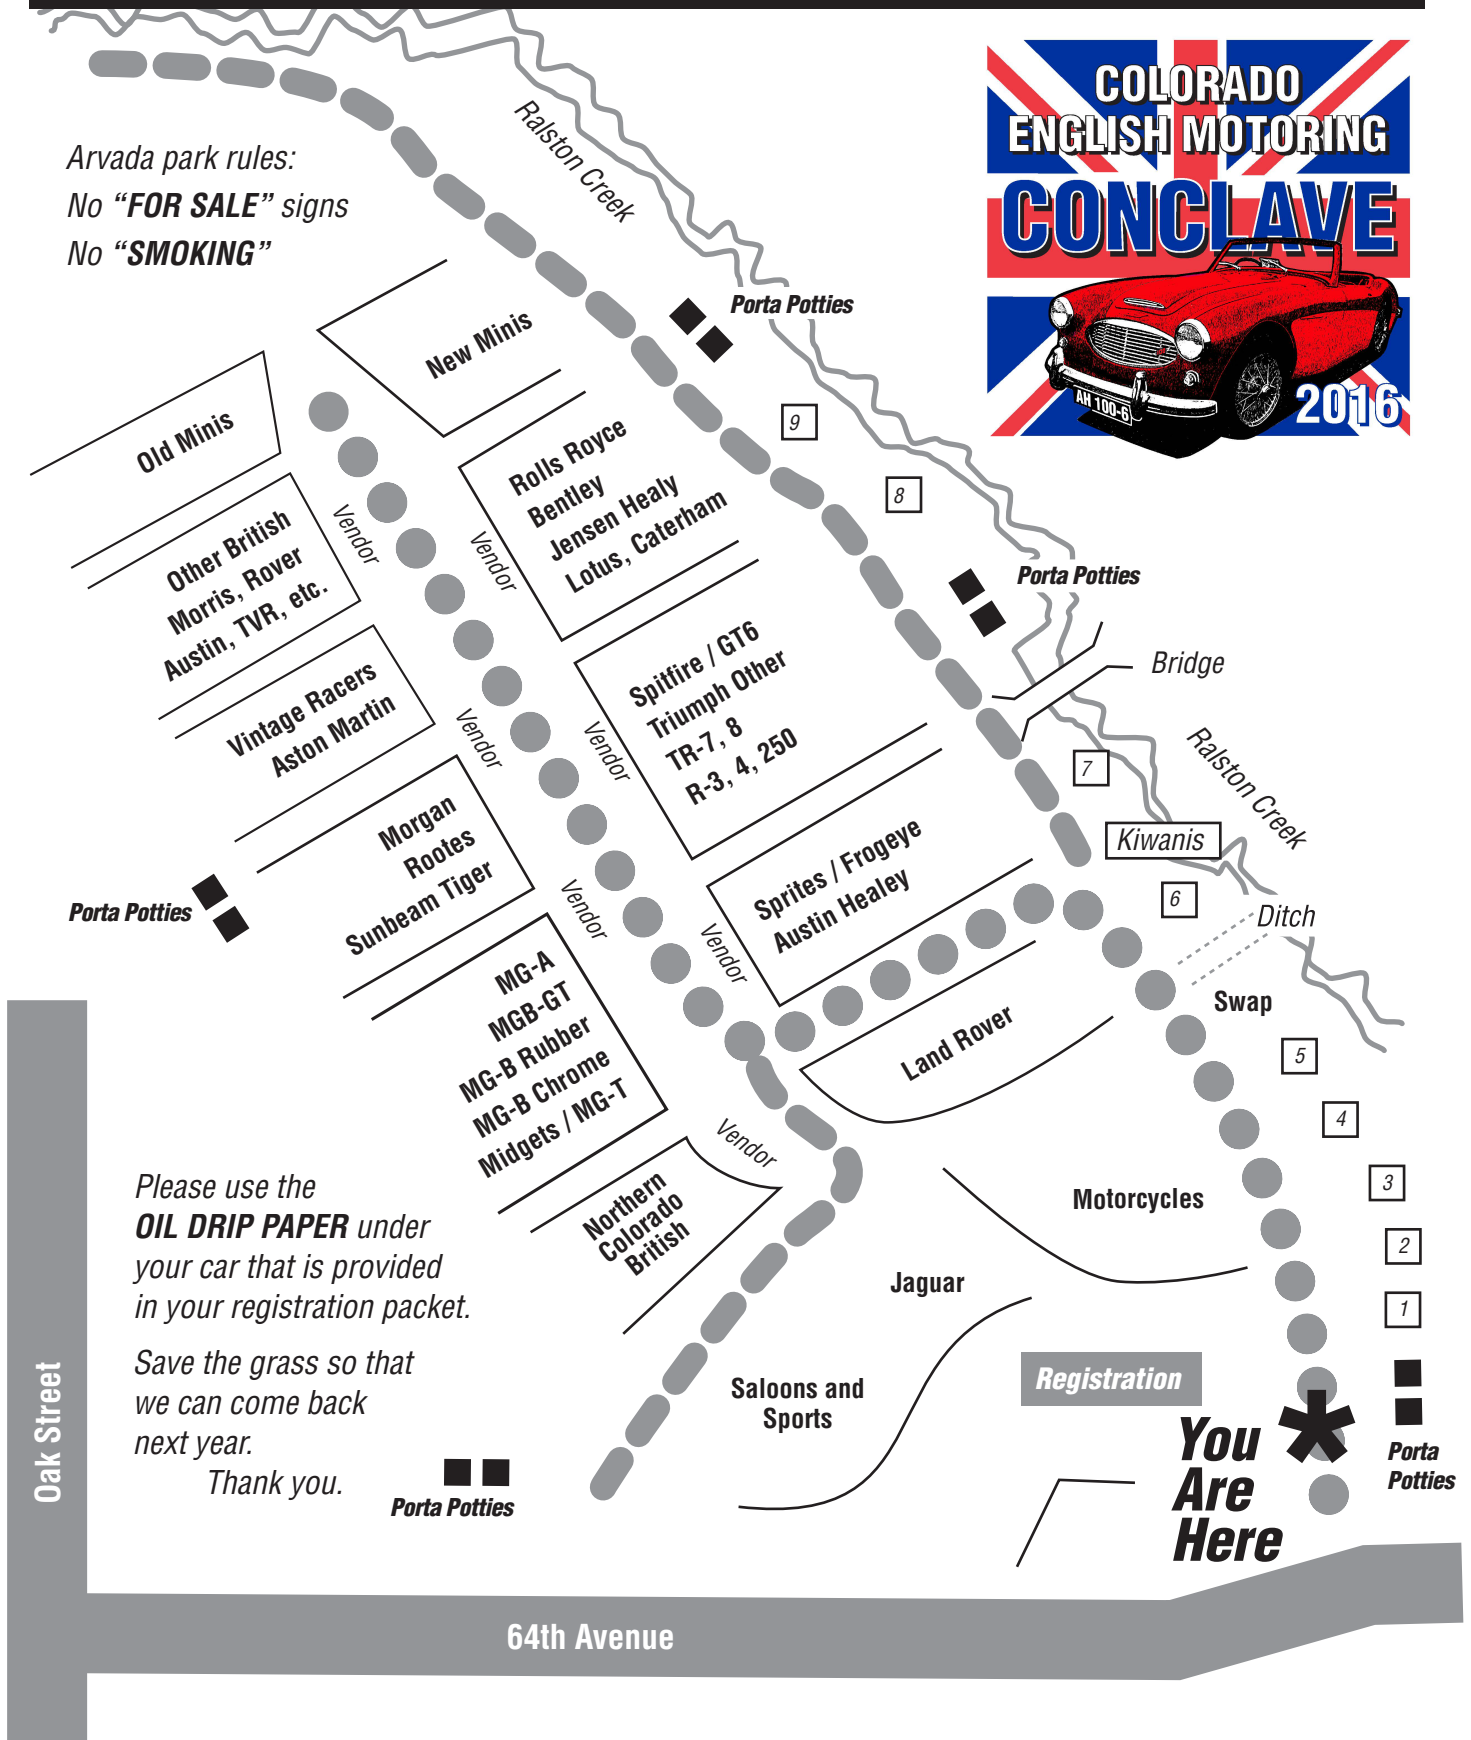 COLORADO
ENGLISH MOTORING
CONCLAVE
AH 100-6
2016
Arvada park rules:
No “FOR SALE” signs
No “SMOKING”
Ralston Creek
Porta Potties
New Minis
Old Minis
9
8
Rolls Royce
Bentley
Jensen Healy
Lotus, Caterham
Vendor
Vendor
Other British
Morris, Rover
Austin, TVR, etc.
Porta Potties
Bridge
Spitfire / GT6
Triumph Other
TR-7, 8
R-3, 4, 250
Vintage Racers
Aston Martin
Vendor
Vendor
7
Ralston Creek
Kiwanis
6
Ditch
Swap
Morgan
Rootes
Sunbeam Tiger
Sprites / Frogeye
Austin Healey
Porta Potties
Vendor
Vendor
MG-A
MGB-GT
MG-B Rubber
MG-B Chrome
Midgets / MG-T
Land Rover
5
4
3
2
1
Vendor
Northern
Colorado
British
Motorcycles
Jaguar
Please use the
OIL DRIP PAPER under
your car that is provided
in your registration packet.
Save the grass so that
we can come back
next year.
Thank you.
Saloons and
Sports
Registration
You
Are
Here
Porta
Potties
Porta Potties
Oak Street
64th Avenue